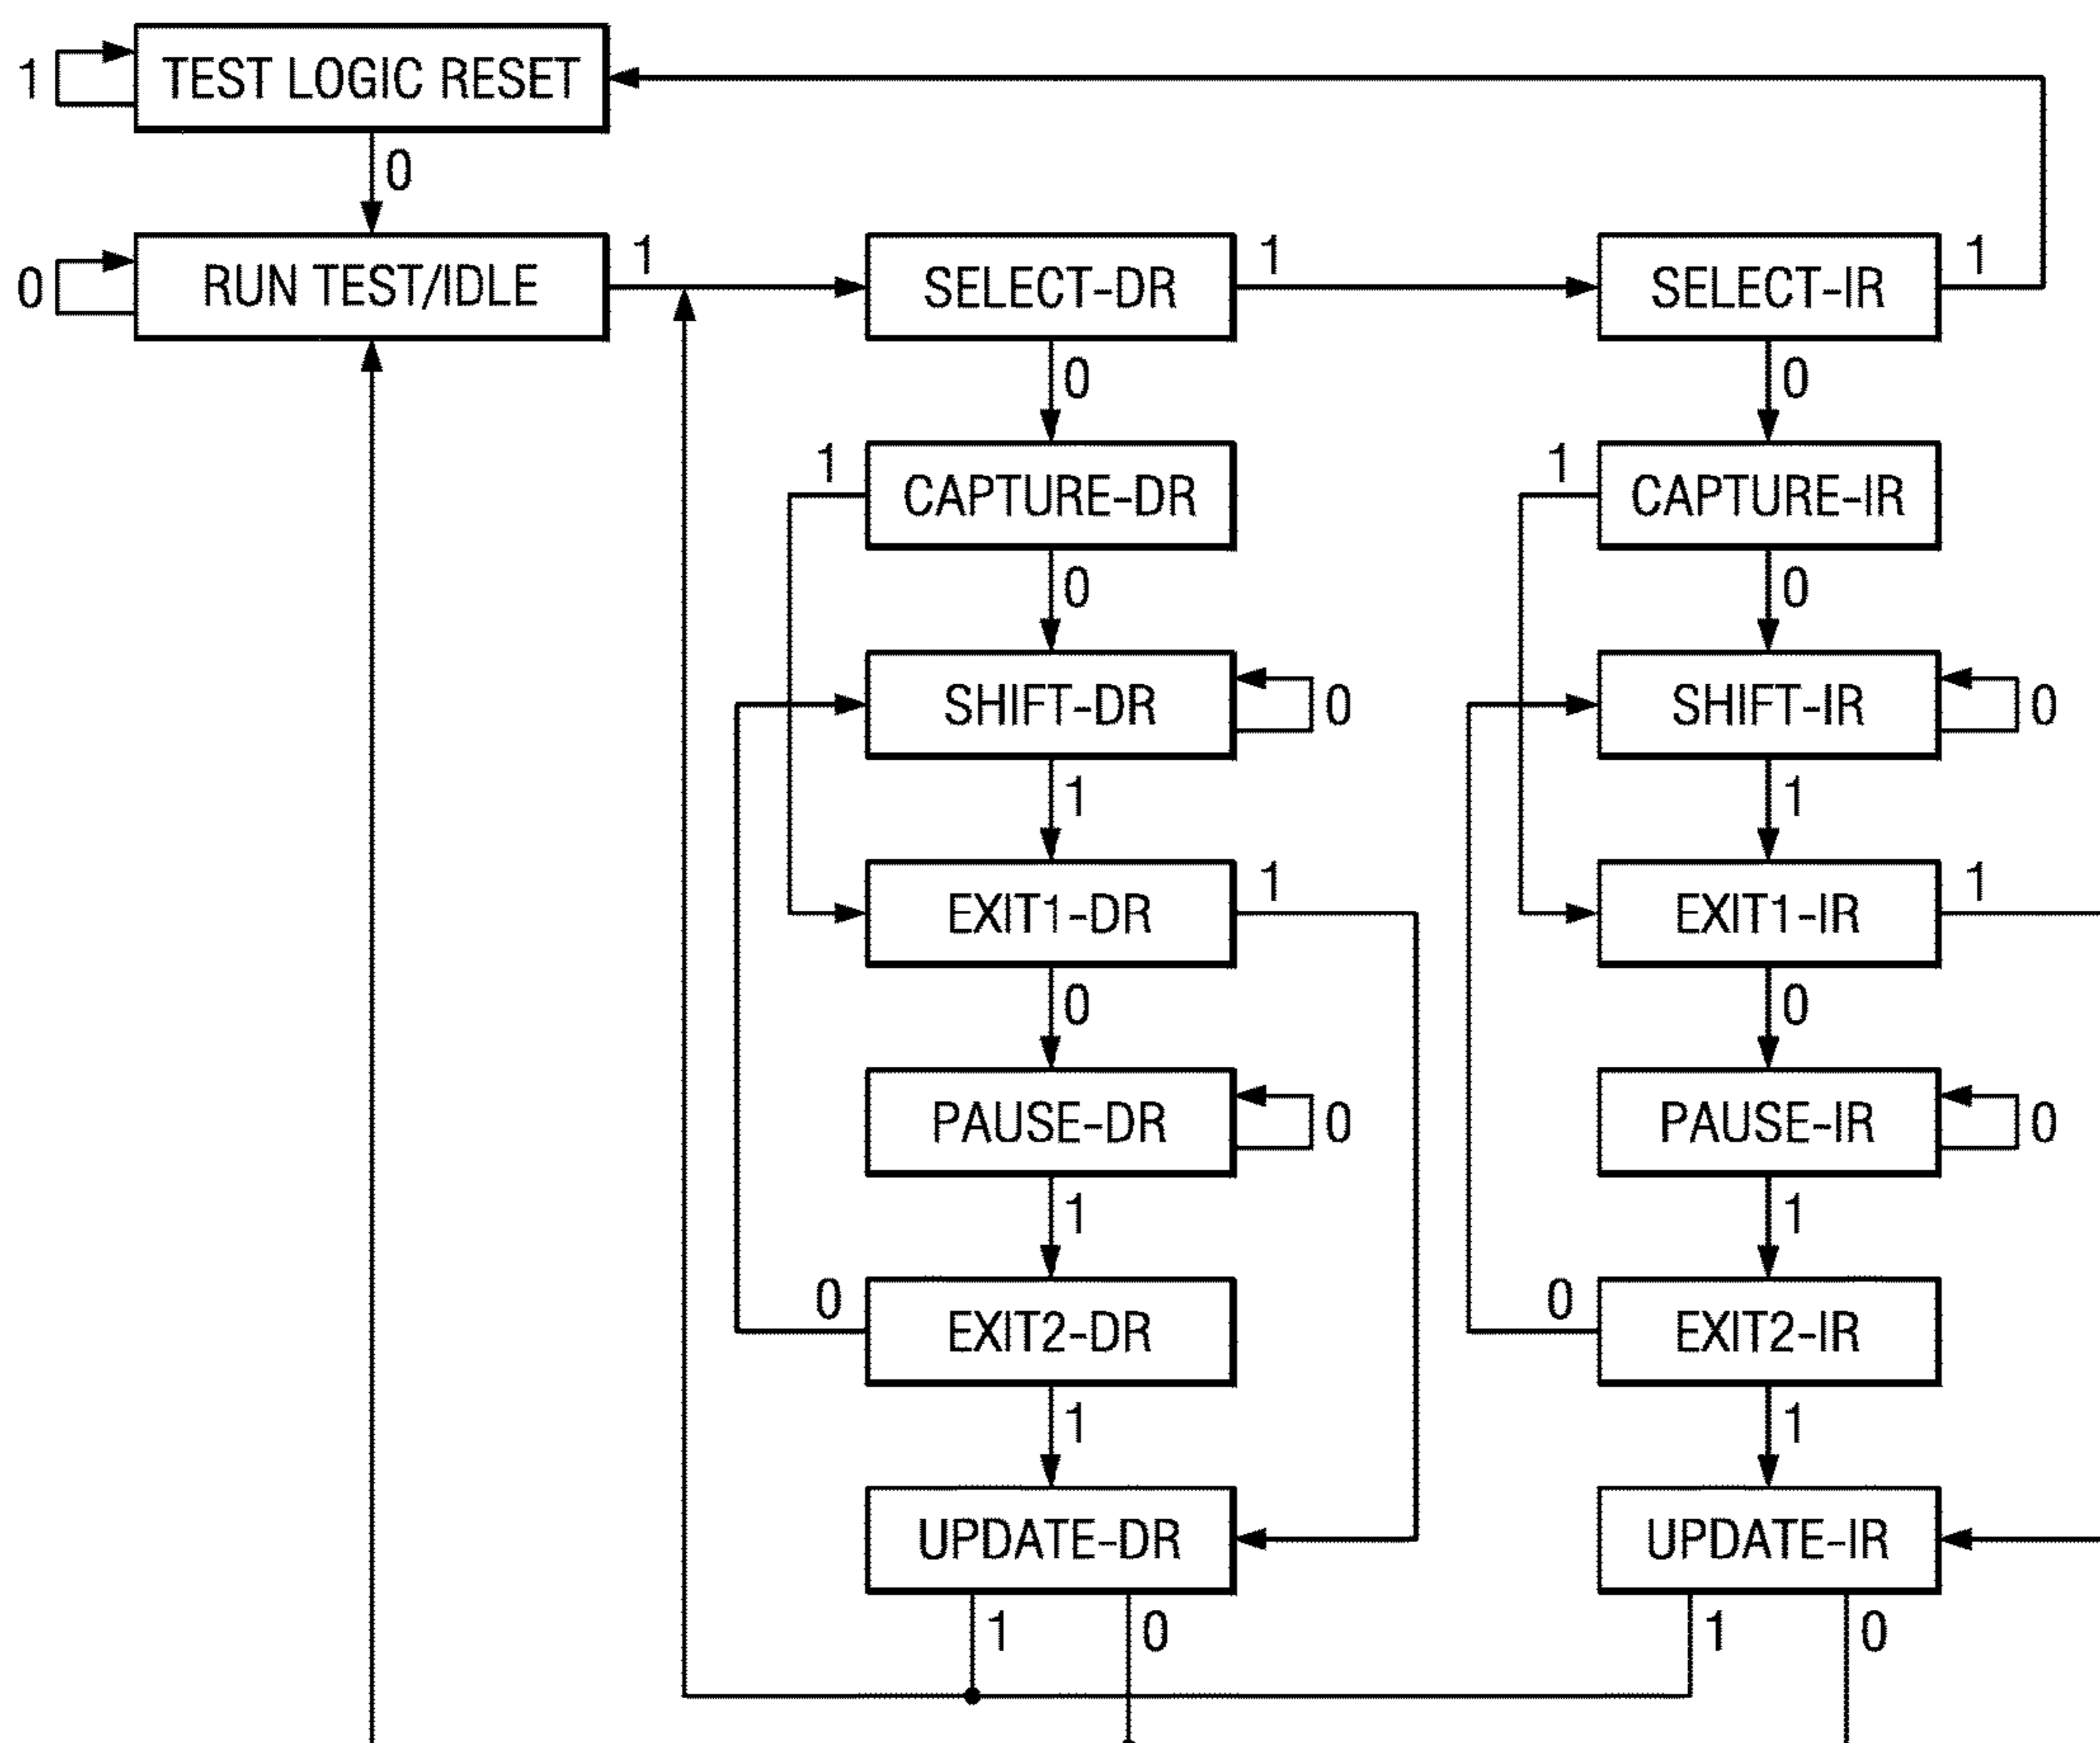 1 TEST LOGIC RESET
0
0 RUN TEST/IDLE 1 SELECT-DR 1 SELECT-IR 1
0 0
1 CAPTURE-DR 1 CAPTURE-IR
0 0
SHIFT-DR 0 SHIFT-IR 0
1 1
EXIT1-DR 1 EXIT1-IR 1
0 0
PAUSE-DR 0 PAUSE-IR 0
1 1
0 EXIT2-DR 0 EXIT2-IR
1 1
UPDATE-DR UPDATE-IR
1 0 1 0